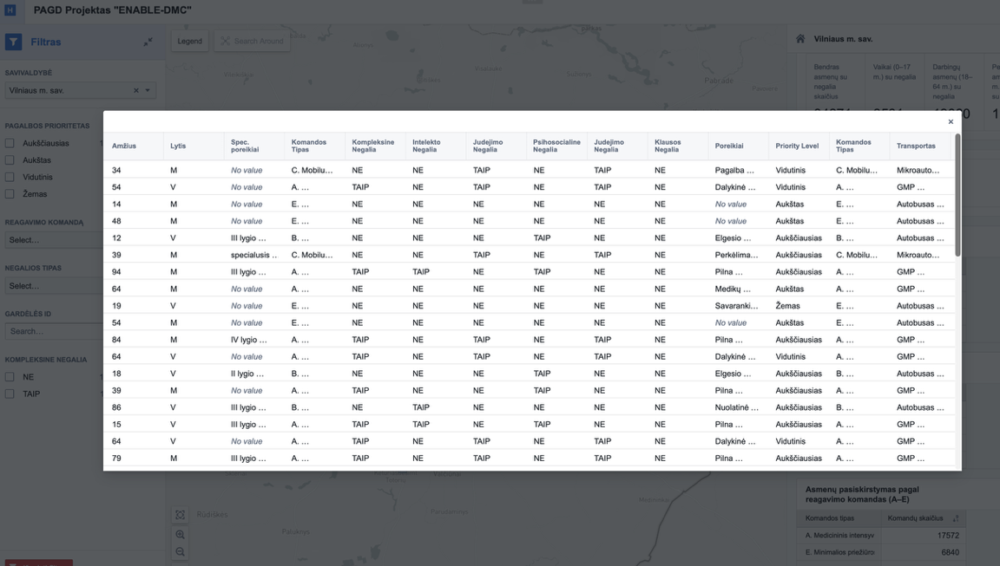 H PAGD Projektas "ENABLE-DMC"
Filtras
SAVIVALDYBĖ
Vilniaus m. sav.
PAGALBOS PRIORITETAS
Aukščiausias
Aukštas
Vidutinis
Žemas
REAGAVIMO KOMANDĄ
Select...
NEGALIOS TIPAS
Select...
GARDĖLĖS ID
Search...
KOMPLEKSINE NEGALIA
NE
TAIP
Legend Search Around
Pabradė
Vilniaus m. sav.
Bendras asmenų su negalia skaičius
Vaikai (0–17 m.) su negalia
Darbingų asmenų (18–64 m.) su negalia
Amžius Lytis Spec. poreikiai Komandos Tipas Kompleksine Negalia Intelekto Negalia Judejimo Negalia Psihosocialine Negalia Judejimo Negalia Klausos Negalia Poreikiai Priority Level Komandos Tipas Transportas
34 M No value C. Mobilu... NE NE TAIP NE TAIP NE Pagalba ... Vidutinis C. Mobilu... Mikroauto...
54 V No value A. ... TAIP NE TAIP NE TAIP NE Dalykinė ... Vidutinis A. ... GMP ...
14 M No value E. ... NE NE NE NE NE NE No value Aukštas E. ... Autobusas ...
48 M No value E. ... NE NE NE NE NE NE No value Aukštas E. ... Autobusas ...
12 V III lygio ... B. ... NE NE NE TAIP NE NE Elgesio ... Aukščiausias B. ... Autobusas ...
39 M specialusis .. C. Mobilu... NE NE TAIP NE TAIP NE Perkėlima... Aukščiausias C. Mobilu... Mikroauto...
94 M III lygio ... A. ... TAIP TAIP NE TAIP NE NE Pilna ... Aukščiausias A. ... GMP ...
64 M No value A. ... NE NE NE NE NE NE Medikų ... Aukštas A. ... GMP ...
19 V No value E. ... NE NE NE NE NE NE Savaranki... Žemas E. ... Autobusas ...
54 M No value E. ... NE NE NE NE NE NE No value Aukštas E. ... Autobusas ...
84 M IV lygio ... A. ... TAIP NE TAIP NE TAIP NE Pilna ... Aukščiausias A. ... GMP ...
64 V No value A. ... TAIP NE TAIP NE TAIP NE Dalykinė ... Vidutinis A. ... GMP ...
18 V II lygio ... B. ... NE NE NE TAIP NE NE Elgesio ... Aukščiausias B. ... Autobusas ...
39 M No value A. ... TAIP NE TAIP TAIP TAIP NE Pilna ... Aukščiausias A. ... GMP ...
86 V III lygio ... B. ... NE TAIP NE NE NE NE Nuolatinė ... Aukščiausias B. ... Autobusas ...
15 V III lygio ... A. ... TAIP TAIP NE TAIP NE NE Pilna ... Aukščiausias A. ... GMP ...
64 V No value A. ... TAIP NE TAIP NE TAIP NE Dalykinė ... Vidutinis A. ... GMP ...
79 M III lygio ... A. ... TAIP NE TAIP NE TAIP NE Pilna ... Aukščiausias A. ... GMP ...
Rūdiškės
Paluknys
Asmenų pasiskirstymas pagal
reagavimo komandas (A–E)
Komandos tipas Komandų skaičius
A. Medicininis intensyv 17572
E. Minimalios priežiūros 6840